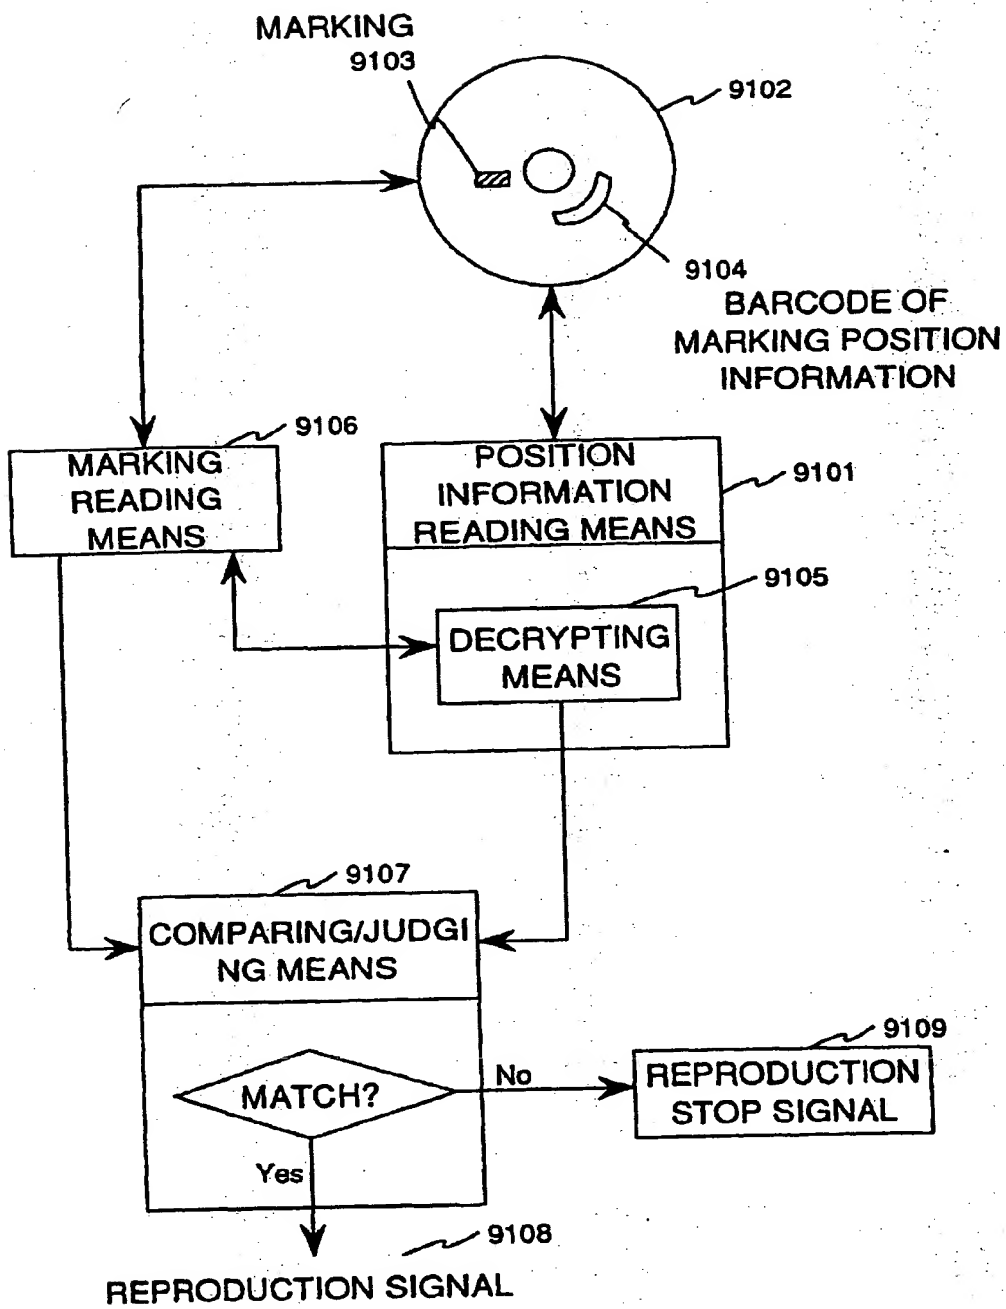 MARKING
9103
9102
9104
BARCODE OF
MARKING POSITION
INFORMATION
9106
MARKING
READING
MEANS
POSITION
INFORMATION
READING MEANS
9101
9105
DECRYPTING
MEANS
9107
COMPARING/JUDGI
NG MEANS
MATCH?
No
9109
REPRODUCTION
STOP SIGNAL
Yes
9108
REPRODUCTION SIGNAL